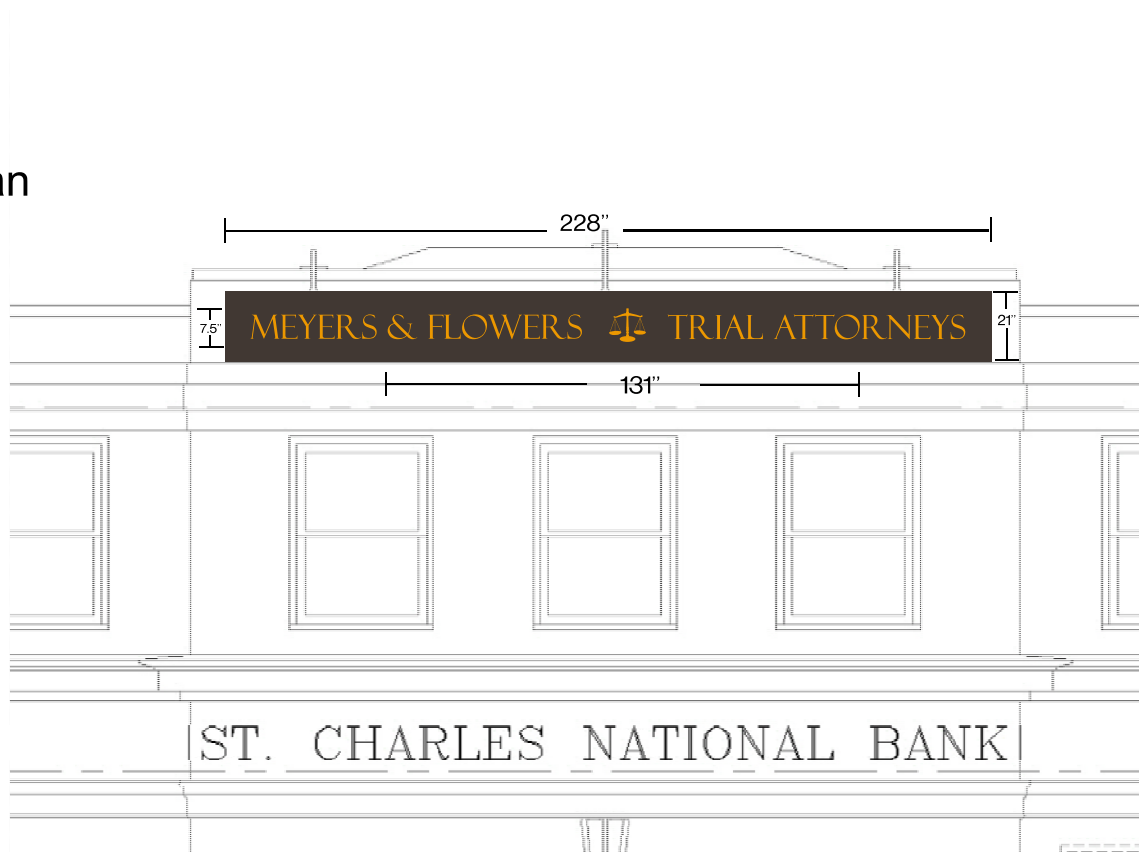 an
228”
7.5”
MEYERS & FLOWERS TRIAL ATTORNEYS
21”
131”
ST. CHARLES NATIONAL BANK